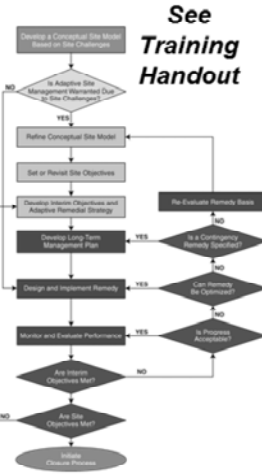 See
Training
Handout
Develop a Conceptual Site Model
Based on Site Challenges
NO
Is Adaptive Site
Management Warranted Due
to Site Challenges?
YES
Refine Conceptual Site Model
Set or Revisit Site Objectives
Develop Interim Objectives and
Adaptive Remedial Strategy
Re-Evaluate Remedy Basis
NO
Develop Long-Term
Management Plan
YES
Is a Contingency
Remedy Specified?
NO
Design and Implement Remedy
YES
Can Remedy
Be Optimized?
NO
Monitor and Evaluate Performance
YES
Is Progress
Acceptable?
Are Interim
Objectives Met?
NO
NO
Are Site
Objectives Met?
Initiate
Closure Process